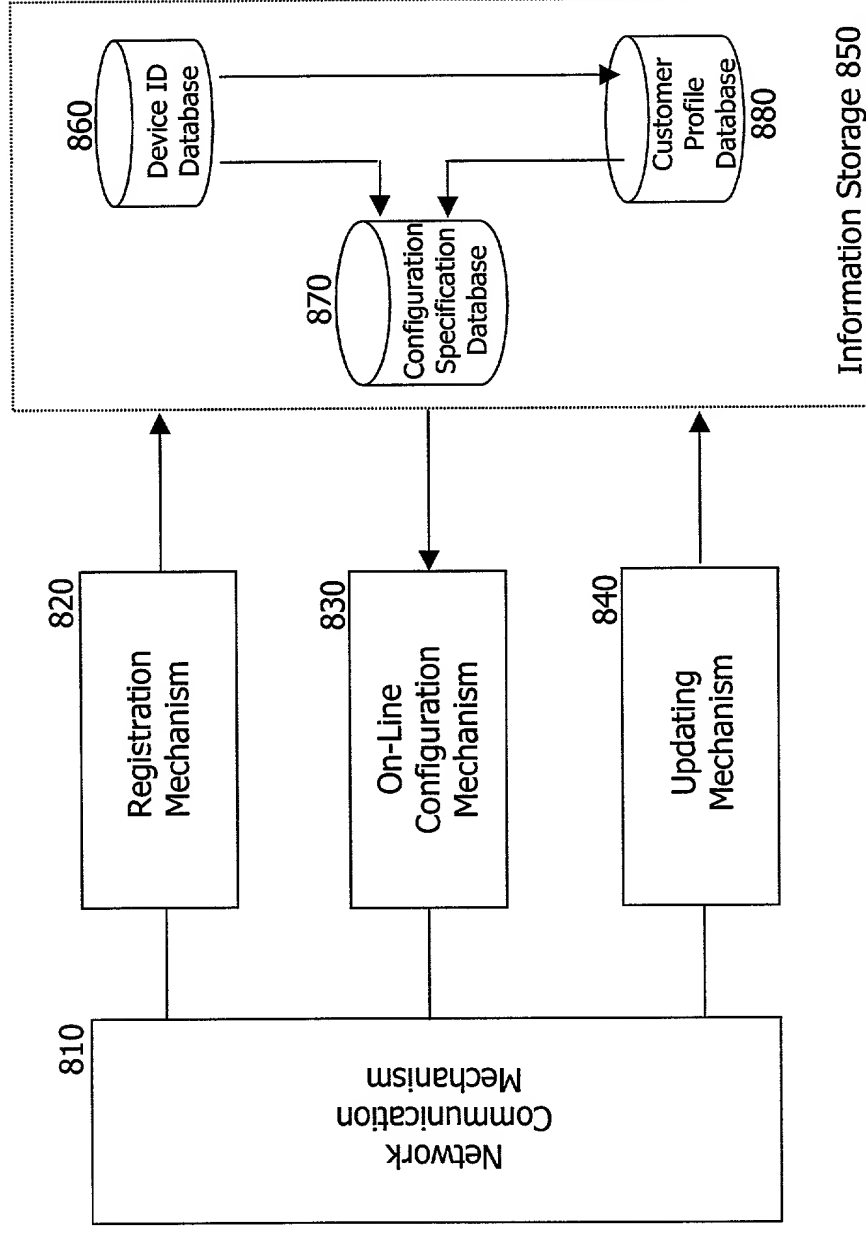 810
Network
Communication
Mechanism
820
Registration
Mechanism
830
On-Line
Configuration
Mechanism
840
Updating
Mechanism
860
Device ID
Database
870
Configuration
Specification
Database
Customer
Profile
Database
880
Information Storage 850